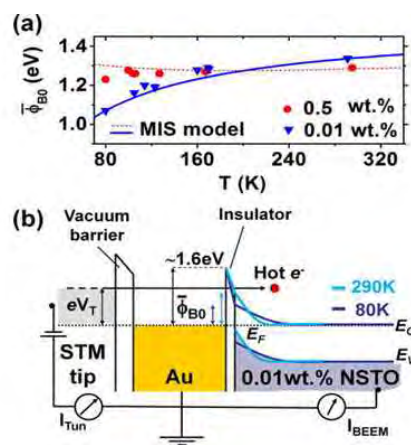 (a)
1.4
1.2
1.0
ϕ̅B0 (eV)
0.5 wt.%
0.01 wt.%
MIS model
80 160 240 320
T (K)
(b)
Vacuum barrier
Insulator
~1.6eV
Hot e-
290K
80K
eVT
ϕ̅B0
EC
EF
EV
STM tip
Au
0.01wt.% NSTO
ITun
IBEEM